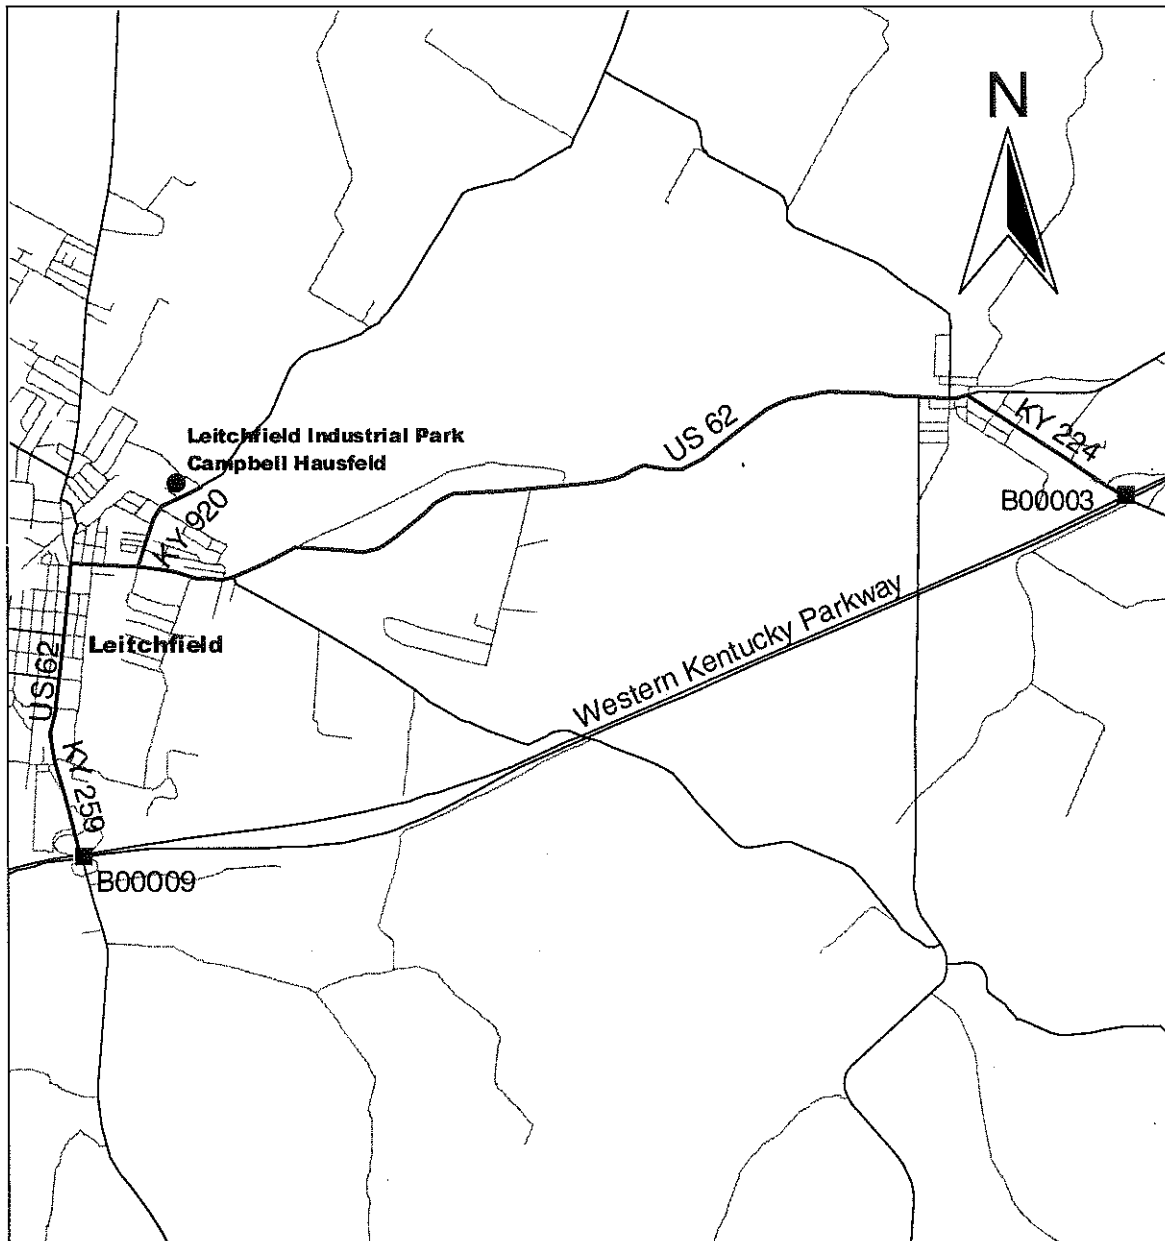 N
Leitchfield Industrial Park
Campbell Hausfeld
US 62
KY 224
B00003
KY 920
Western Kentucky Parkway
Leitchfield
US 62
KY 259
B00009